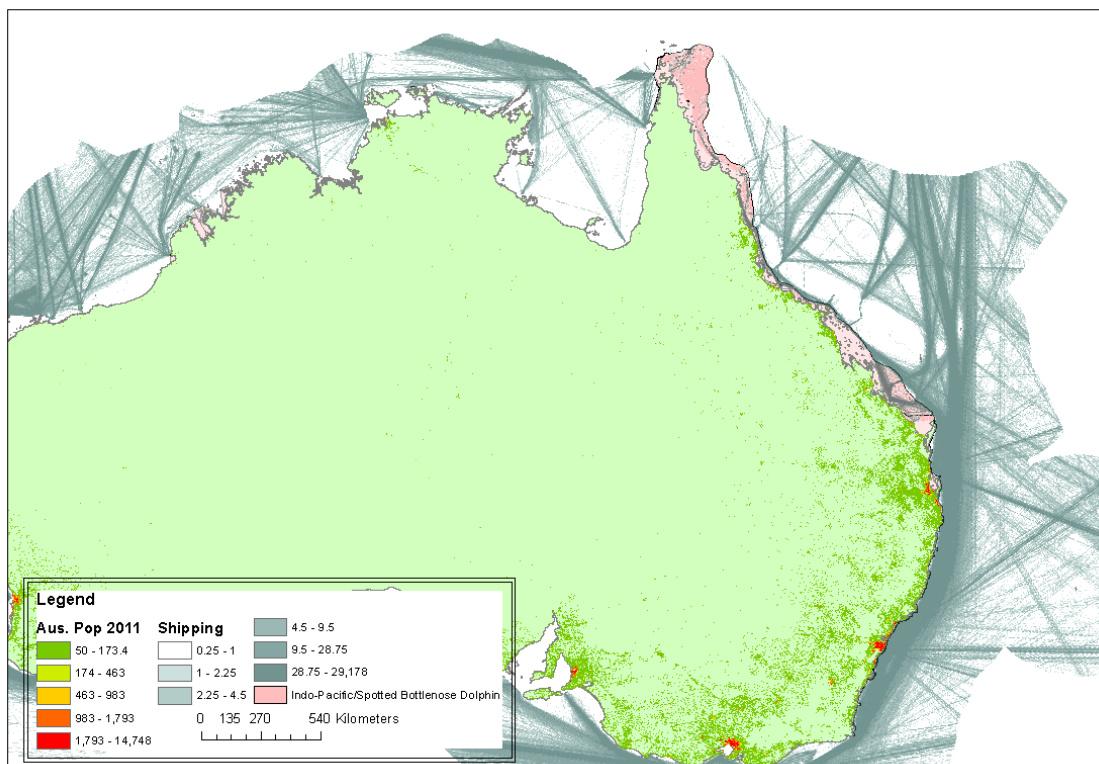 Legend
Aus. Pop 2011
50 - 173.4
174 - 463
463 - 983
983 - 1,793
1,793 - 14,748
Shipping
0.25 - 1
1 - 2.25
2.25 - 4.5
4.5 - 9.5
9.5 - 28.75
28.75 - 29,178
Indo-Pacific/Spotted Bottlenose Dolphin
0 135 270 540 Kilometers